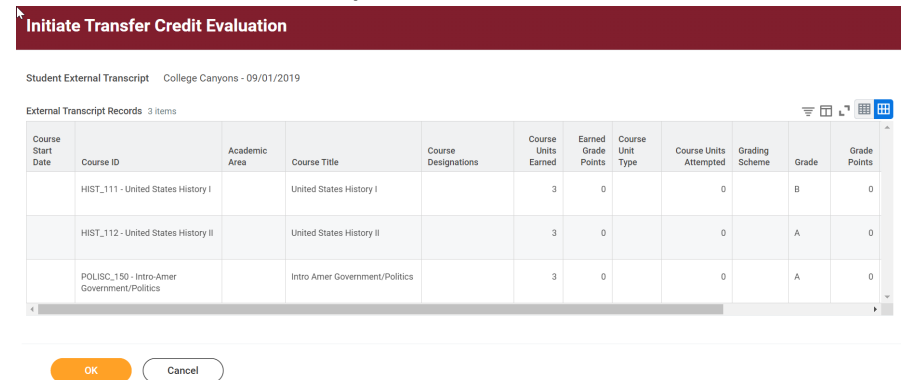 Initiate Transfer Credit Evaluation
Student External Transcript College Canyons - 09/01/2019
External Transcript Records 3 items
Course Start Date Course ID Academic Area Course Title Course Designations Course Units Earned Earned Grade Points Course Unit Type Course Units Attempted Grading Scheme Grade Grade Points
HIST_111 - United States History I United States History I 3 0 0 B 0
HIST_112 - United States History II United States History II 3 0 0 A 0
POLISC_150 - Intro-Amer Government/Politics Intro Amer Government/Politics 3 0 0 A 0
OK Cancel